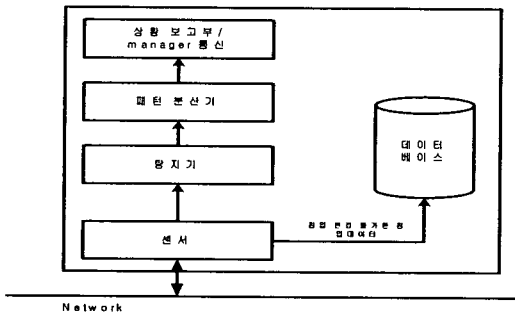 상황 보고부/
manager 통신
패턴 분산기
탐지기
데이터
베이스
센서
Network